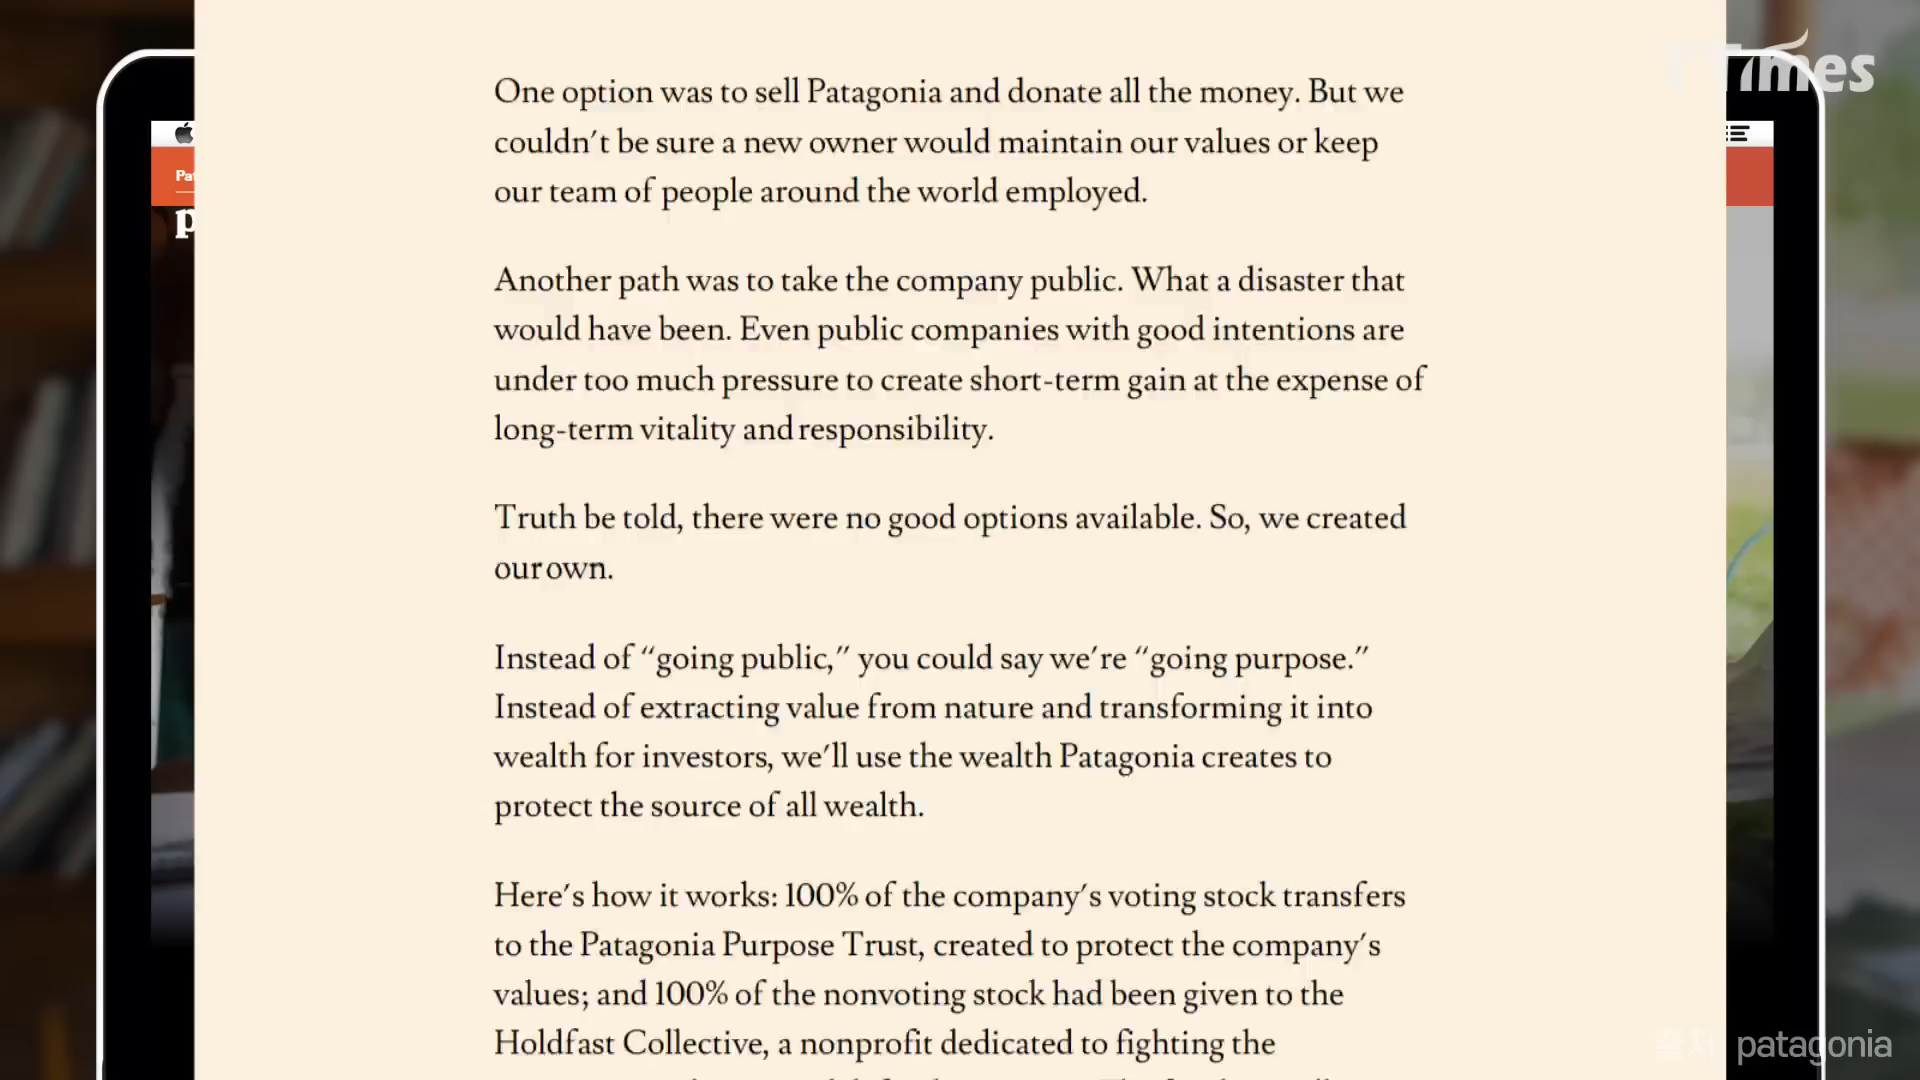 Times
Pa
p
One option was to sell Patagonia and donate all the money. But we
couldn't be sure a new owner would maintain our values or keep
our team of people around the world employed.
Another path was to take the company public. What a disaster that
would have been. Even public companies with good intentions are
under too much pressure to create short-term gain at the expense of
long-term vitality and responsibility.
Truth be told, there were no good options available. So, we created
our own.
Instead of “going public,” you could say we're “going purpose.”
Instead of extracting value from nature and transforming it into
wealth for investors, we'll use the wealth Patagonia creates to
protect the source of all wealth.
Here's how it works: 100% of the company's voting stock transfers
to the Patagonia Purpose Trust, created to protect the company's
values; and 100% of the nonvoting stock had been given to the
Holdfast Collective, a nonprofit dedicated to fighting the
출처 patagonia